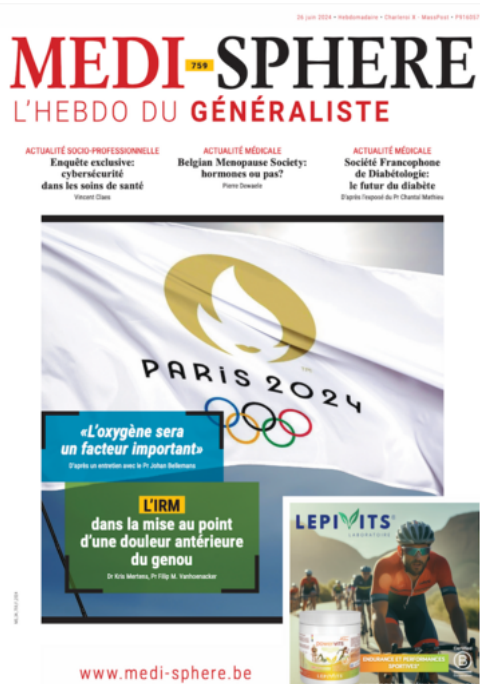 26 juin 2024 • Hebdomadaire • Charleroi X - MassPost • P916007
MEDI-SPHERE
759
L'HEBDO DU GÉNÉRALISTE
ACTUALITÉ SOCIO-PROFESSIONNELLE
Enquête exclusive:
cybersécurité
dans les soins de santé
Vincent Claes
ACTUALITÉ MÉDICALE
Belgian Menopause Society:
hormones ou pas?
Pierre Dewaele
ACTUALITÉ MÉDICALE
Société Francophone
de Diabétologie:
le futur du diabète
D'après l'exposé du Pr Chantal Mathieu
PARIS 2024
«L'oxygène sera
un facteur important»
D'après un entretien avec le Pr Johan Bellemans
L'IRM
dans la mise au point
d'une douleur antérieure
du genou
Dr Kris Mertens, Pr Filip M. Vanhoenacker
LEPIVITS®
LABORATOIRE
ENDURANCE ET PERFORMANCES
SPORTIVES
Certified
B
www.medi-sphere.be